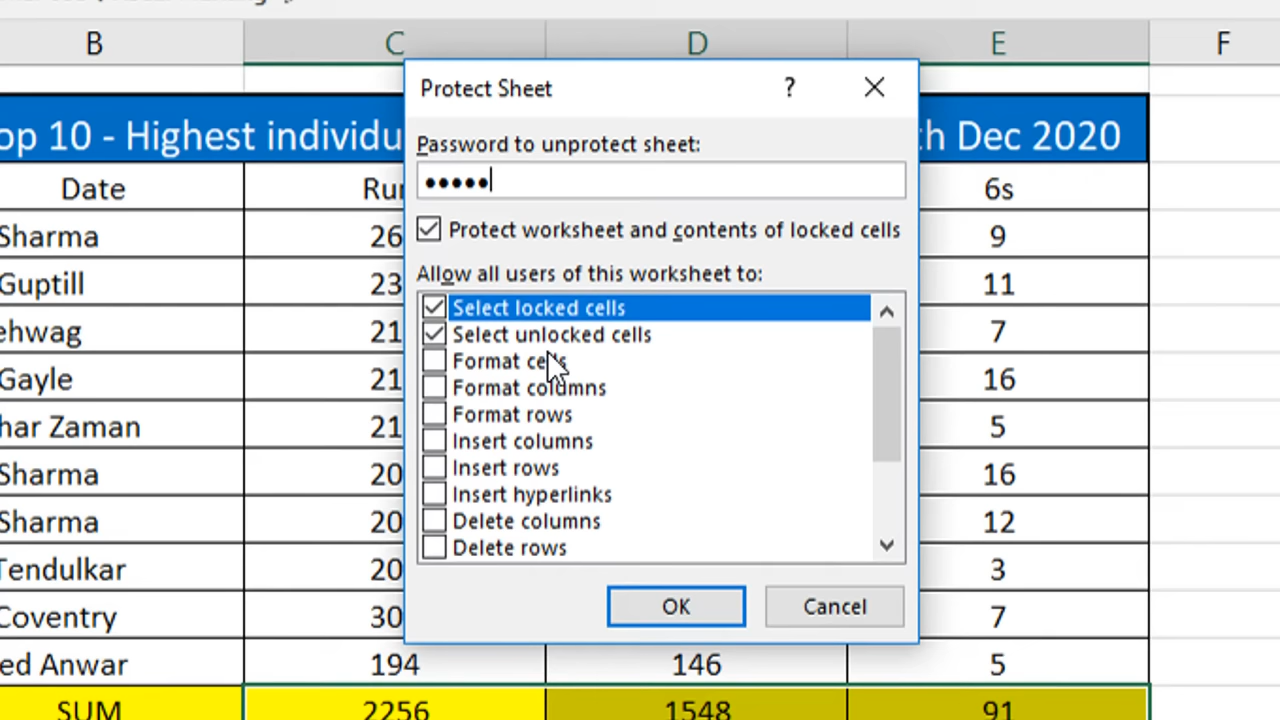 B C D E F
Protect Sheet ? 
op 10 - Highest individu h Dec 2020
Password to unprotect sheet:
•••••
Date Run 6s
Protect worksheet and contents of locked cells
Sharma 26 9
Allow all users of this worksheet to:
Guptill 23 11
Select locked cells
ehwag 21 7
Select unlocked cells
Format cells
Gayle 21 16
Format columns
Format rows
har Zaman 21 5
Insert columns
Insert rows
Sharma 20 16
Insert hyperlinks
Delete columns
Sharma 20 12
Delete rows
Tendulkar 20 3
OK Cancel
Coventry 30 7
ed Anwar 194 146 5
SUM 2256 1548 91